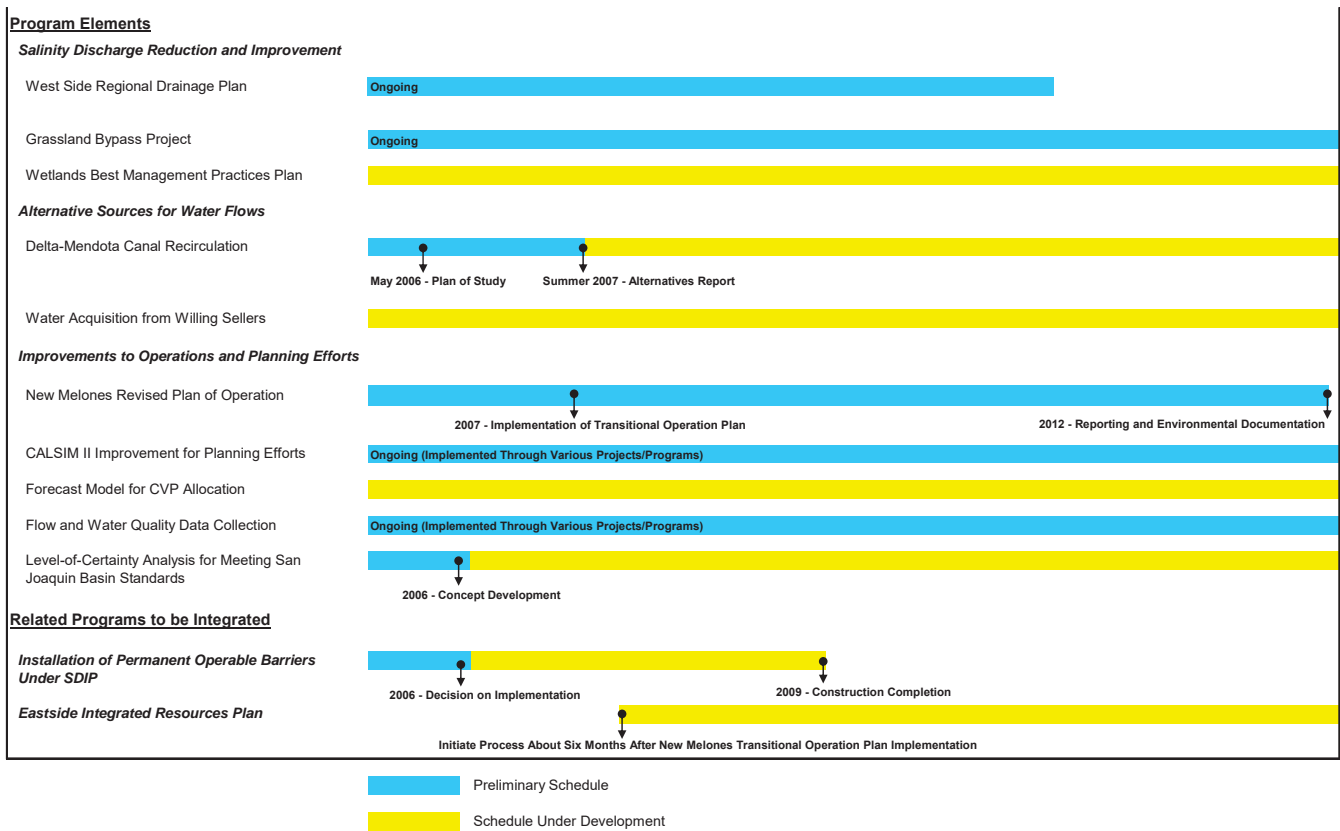 Program Elements
Salinity Discharge Reduction and Improvement
West Side Regional Drainage Plan
Ongoing
Grassland Bypass Project
Ongoing
Wetlands Best Management Practices Plan
Alternative Sources for Water Flows
Delta-Mendota Canal Recirculation
May 2006 - Plan of Study
Summer 2007 - Alternatives Report
Water Acquisition from Willing Sellers
Improvements to Operations and Planning Efforts
New Melones Revised Plan of Operation
2007 - Implementation of Transitional Operation Plan
2012 - Reporting and Environmental Documentation
CALSIM II Improvement for Planning Efforts
Ongoing (Implemented Through Various Projects/Programs)
Forecast Model for CVP Allocation
Flow and Water Quality Data Collection
Ongoing (Implemented Through Various Projects/Programs)
Level-of-Certainty Analysis for Meeting San
Joaquin Basin Standards
2006 - Concept Development
Related Programs to be Integrated
Installation of Permanent Operable Barriers
Under SDIP
2006 - Decision on Implementation
2009 - Construction Completion
Eastside Integrated Resources Plan
Initiate Process About Six Months After New Melones Transitional Operation Plan Implementation
Preliminary Schedule
Schedule Under Development